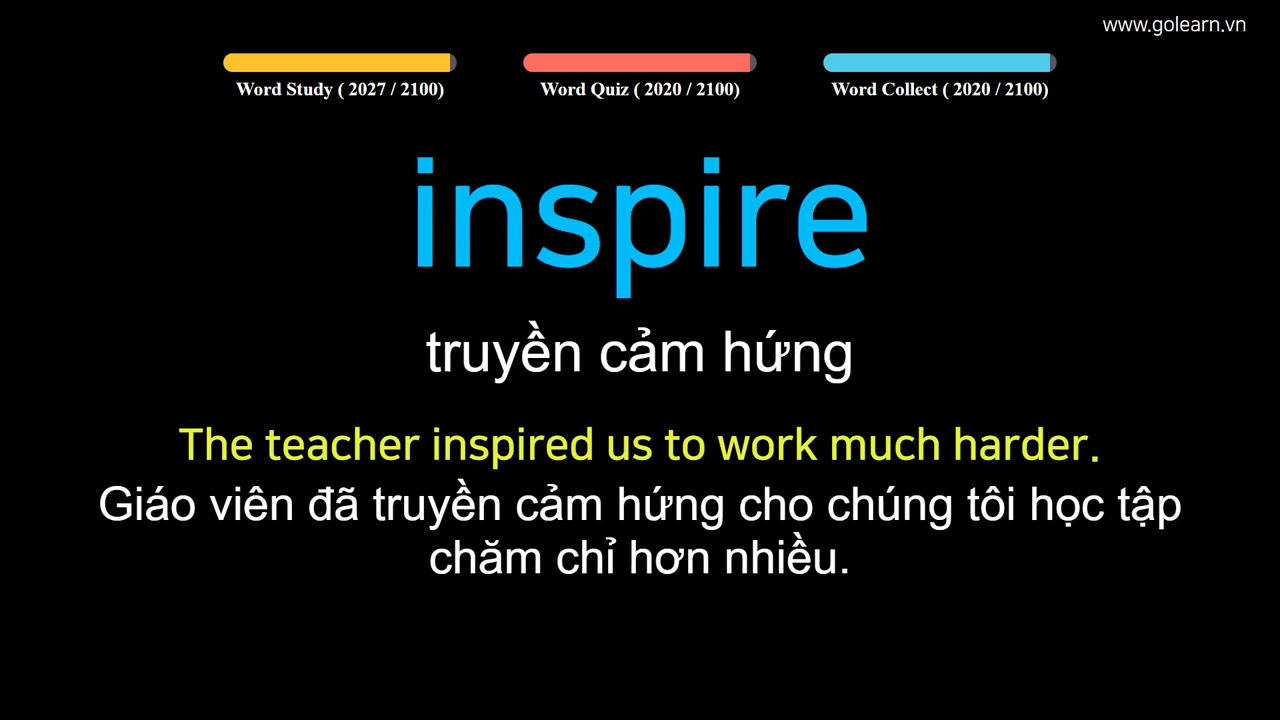 www.golearn.vn
Word Study ( 2027 / 2100)
Word Quiz ( 2020 / 2100)
Word Collect ( 2020 / 2100)
inspire
truyền cảm hứng
The teacher inspired us to work much harder.
Giáo viên đã truyền cảm hứng cho chúng tôi học tập
chăm chỉ hơn nhiều.